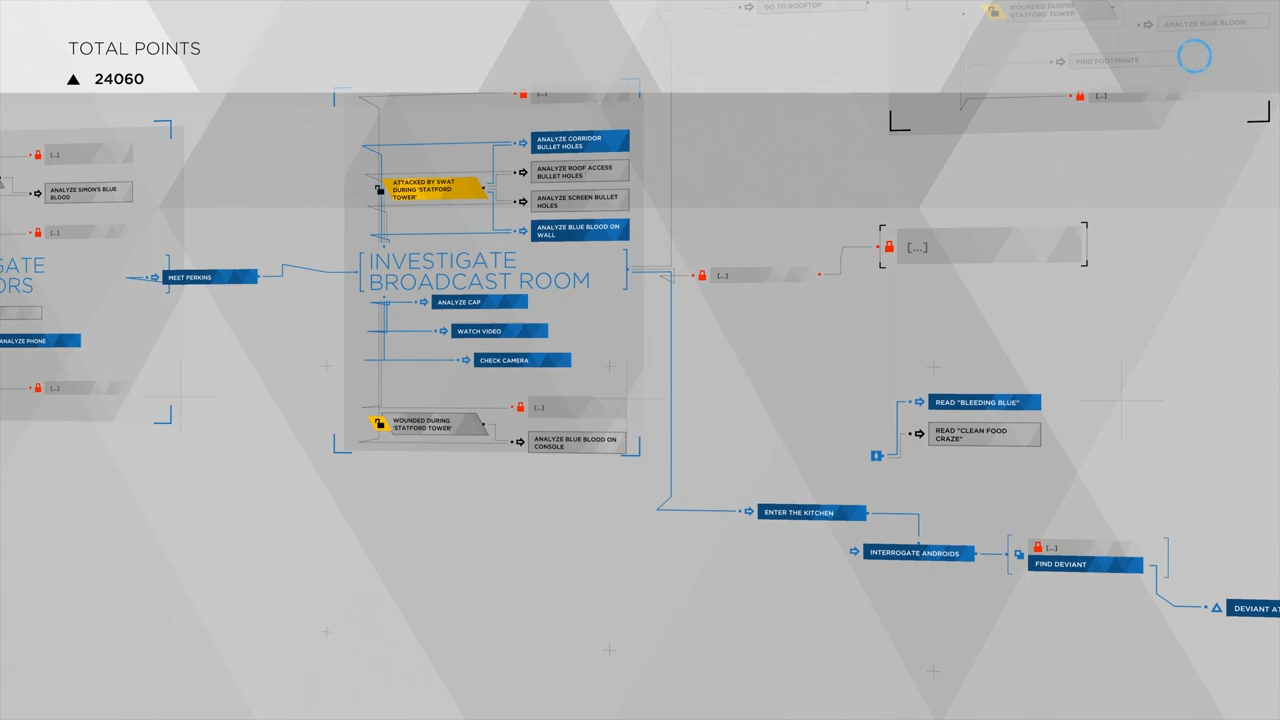 TOTAL POINTS
24060
GO TO ROOFTOP
WOUNDED DURING
'STATFORD TOWER'
ANALYZE BLUE BLOOD
FIND FOOTPRINTS
[...]
[...]
[...]
ANALYZE SIMON'S BLUE
BLOOD
[...]
GATE
ORS
ANALYZE PHONE
[...]
MEET PERKINS
ATTACKED BY SWAT
DURING 'STATFORD
TOWER'
ANALYZE CORRIDOR
BULLET HOLES
ANALYZE ROOF ACCESS
BULLET HOLES
ANALYZE SCREEN BULLET
HOLES
ANALYZE BLUE BLOOD ON
WALL
[INVESTIGATE
BROADCAST ROOM]
ANALYZE CAP
WATCH VIDEO
CHECK CAMERA
[...]
WOUNDED DURING
'STATFORD TOWER'
ANALYZE BLUE BLOOD ON
CONSOLE
[...]
[...]
READ "BLEEDING BLUE"
READ "CLEAN FOOD
CRAZE"
ENTER THE KITCHEN
INTERROGATE ANDROIDS
[...]
FIND DEVIANT
DEVIANT AT